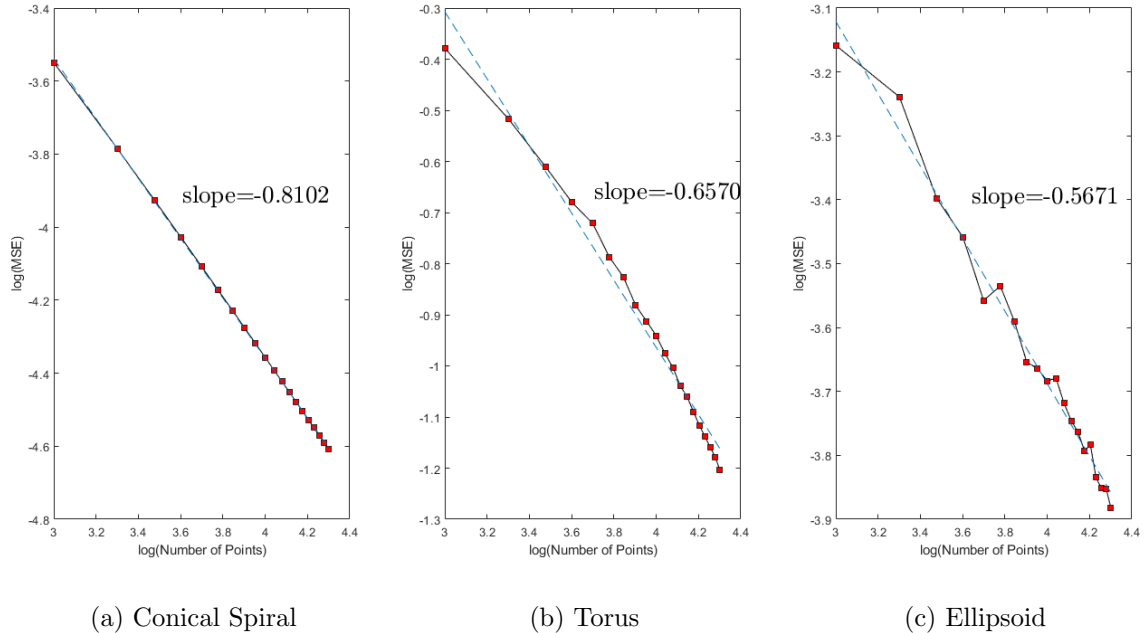 -3.4
-3.6
-3.8
-4
-4.2
-4.4
-4.6
-4.8
log(MSE)
slope=-0.8102
3 3.2 3.4 3.6 3.8 4 4.2 4.4
log(Number of Points)
(a) Conical Spiral
-0.3
-0.4
-0.5
-0.6
-0.7
-0.8
-0.9
-1
-1.1
-1.2
-1.3
log(MSE)
slope=-0.6570
3 3.2 3.4 3.6 3.8 4 4.2 4.4
log(Number of Points)
(b) Torus
-3.1
-3.2
-3.3
-3.4
-3.5
-3.6
-3.7
-3.8
-3.9
log(MSE)
slope=-0.5671
3 3.2 3.4 3.6 3.8 4 4.2 4.4
log(Number of Points)
(c) Ellipsoid